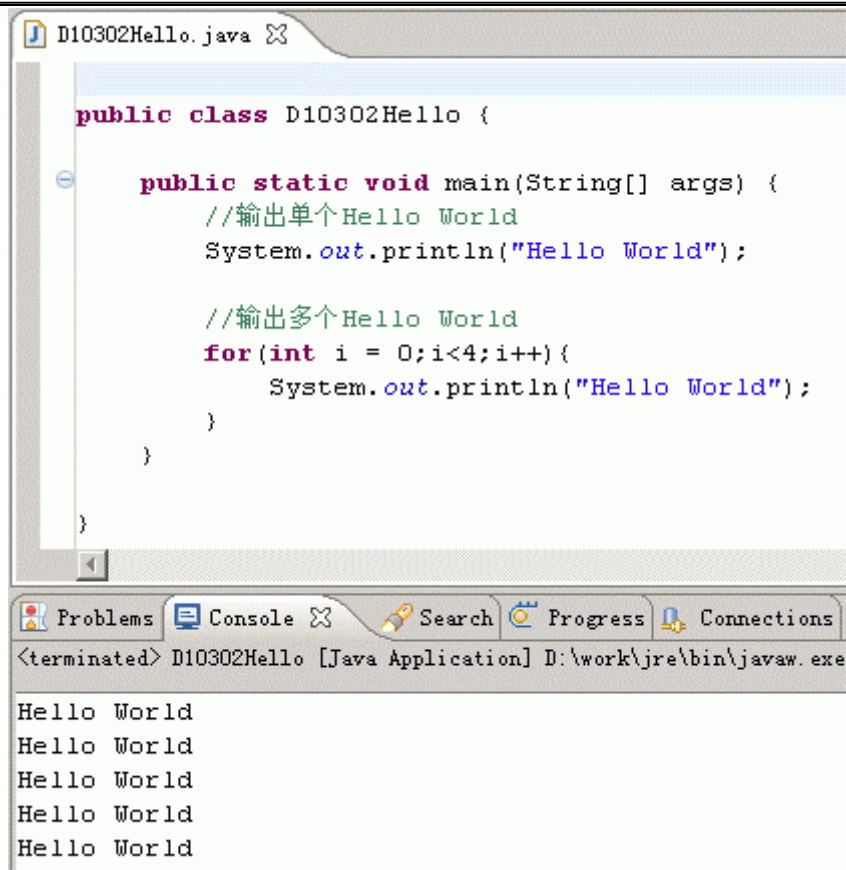 D10302Hello.java
public class D10302Hello {
public static void main(String[] args) {
//输出单个Hello World
System.out.println("Hello World");
//输出多个Hello World
for(int i = 0;i<4;i++){
System.out.println("Hello World");
}
}
}
Problems Console Search Progress Connections
<terminated> D10302Hello [Java Application] D:\work\jre\bin\javaw.exe
Hello World
Hello World
Hello World
Hello World
Hello World